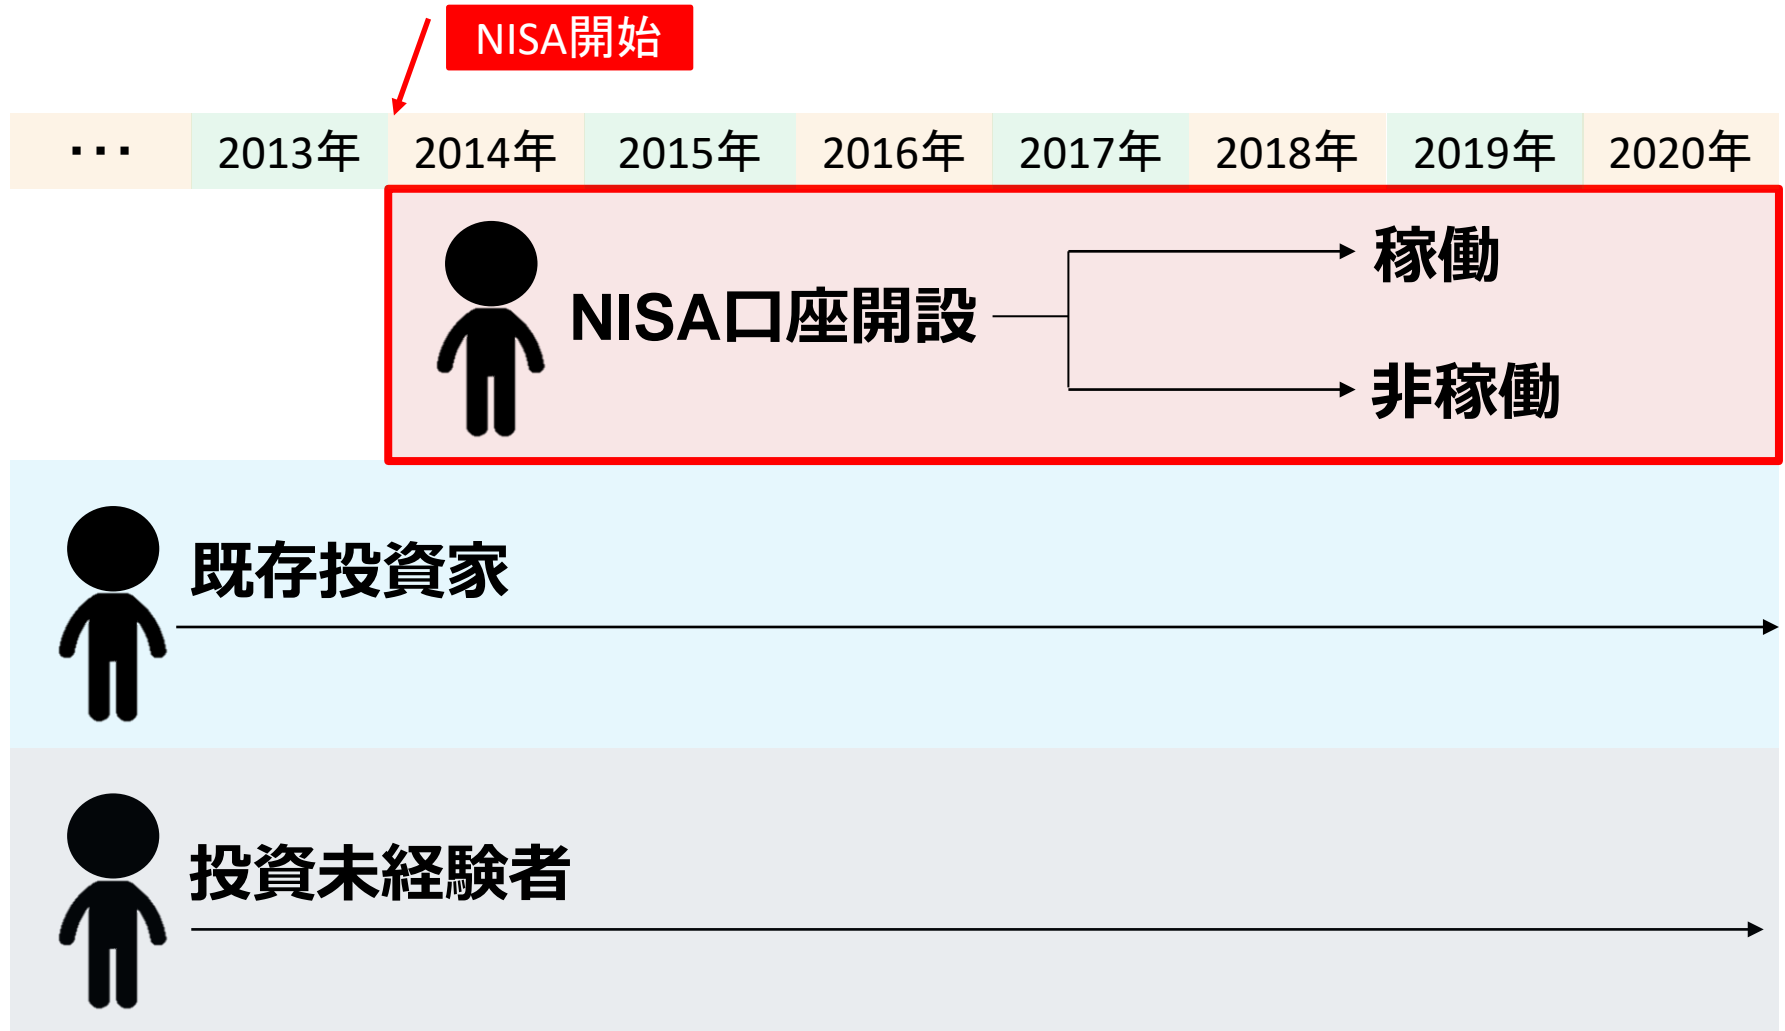 NISA開始
･･･ 2013年 2014年 2015年 2016年 2017年 2018年 2019年 2020年
稼働
NISA口座開設
非稼働
既存投資家
投資未経験者